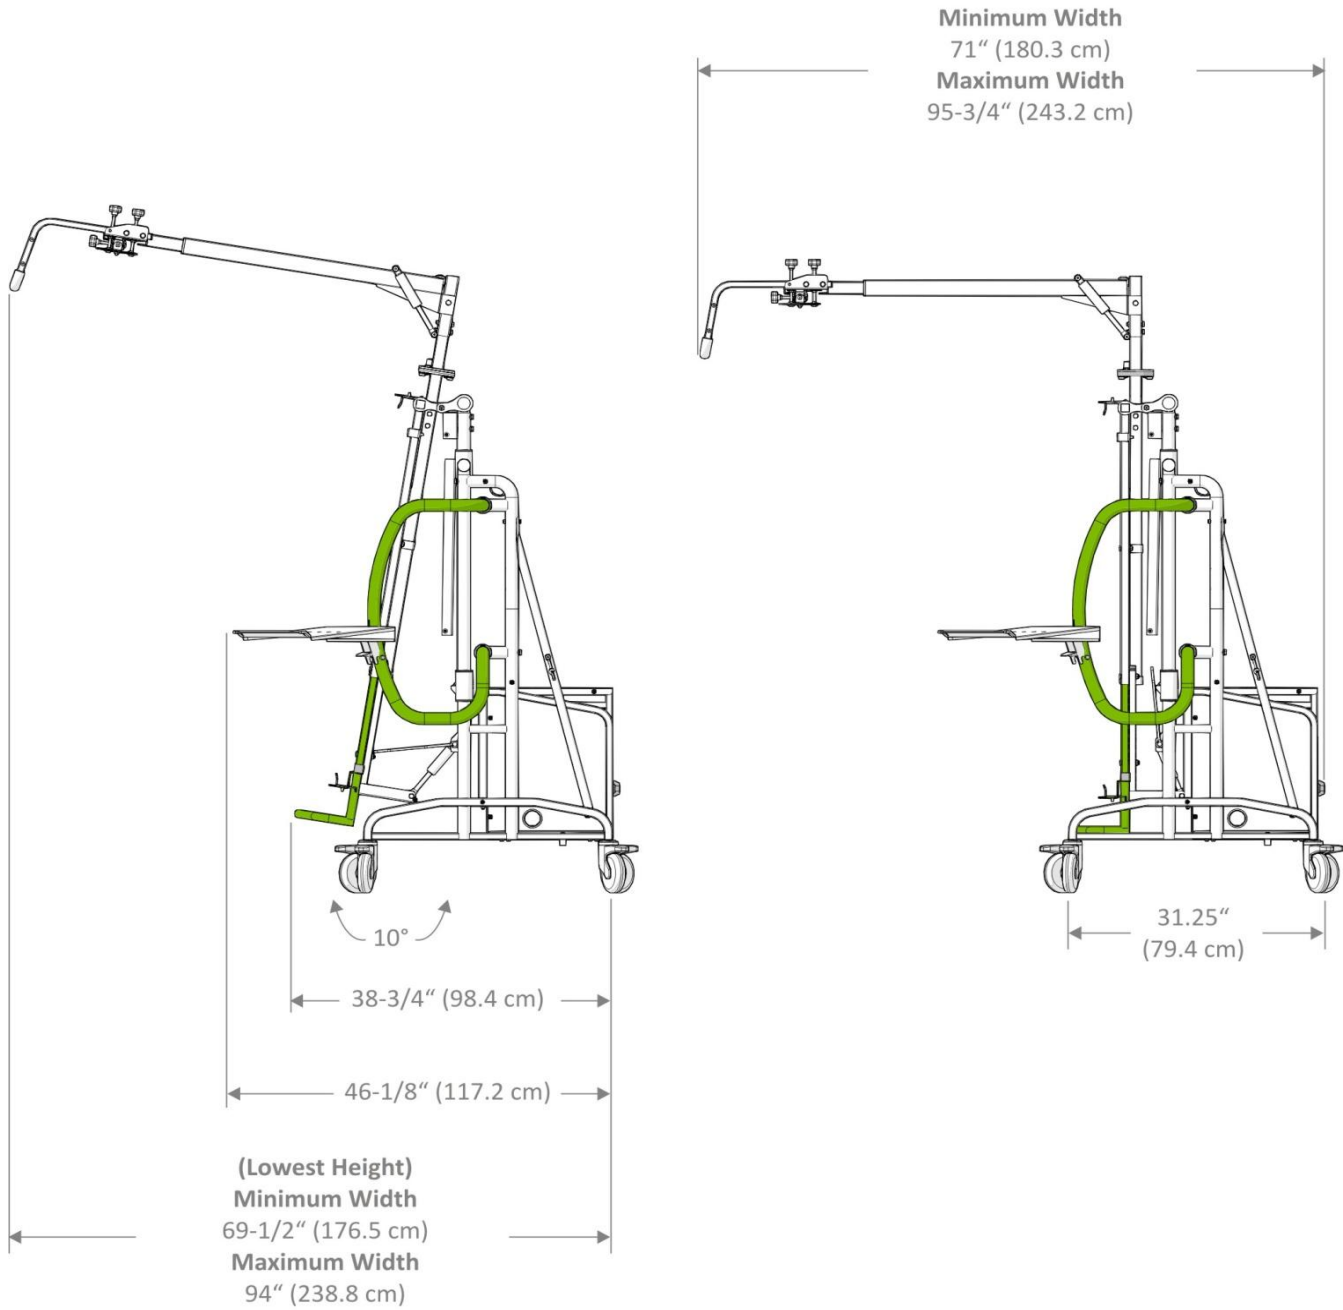 Minimum Width
71“ (180.3 cm)
Maximum Width
95-3/4“ (243.2 cm)
31.25“
(79.4 cm)
10°
38-3/4“ (98.4 cm)
46-1/8“ (117.2 cm)
(Lowest Height)
Minimum Width
69-1/2“ (176.5 cm)
Maximum Width
94“ (238.8 cm)